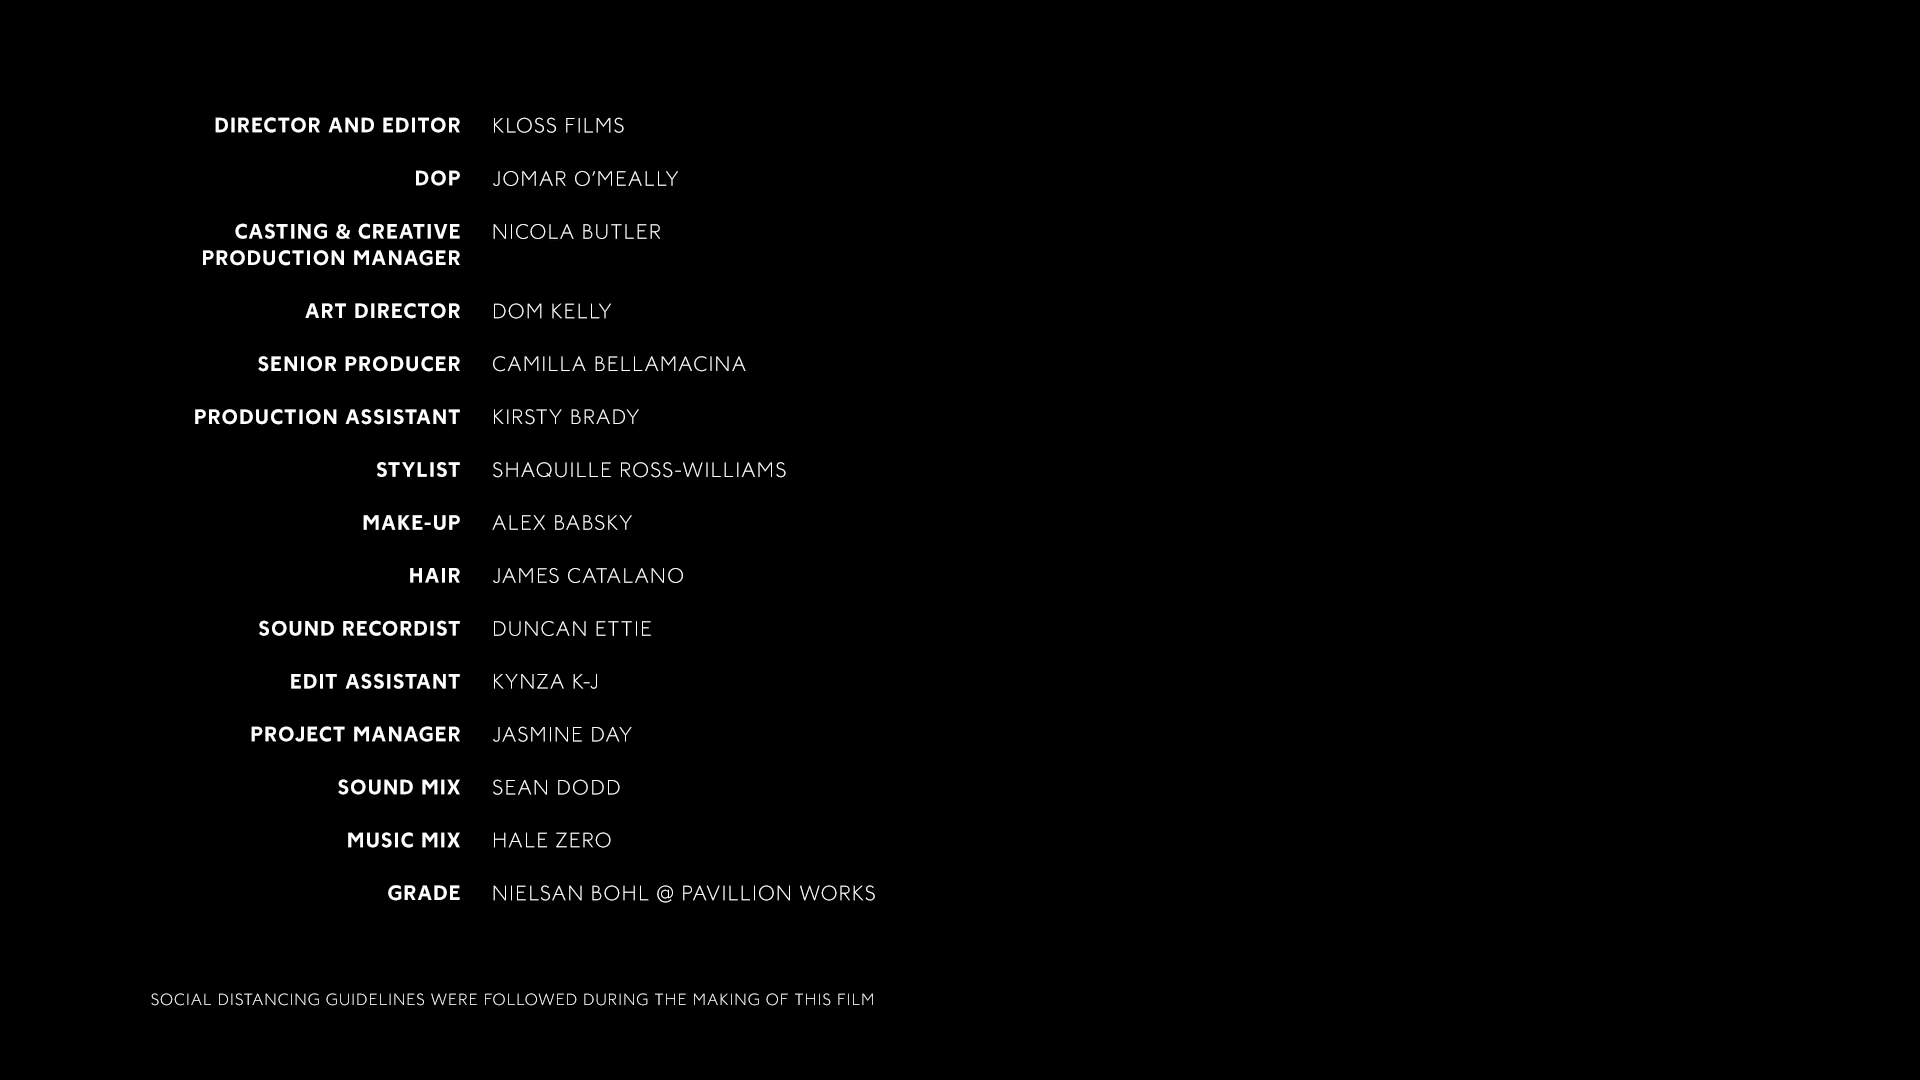 DIRECTOR AND EDITOR KLOSS FILMS
DOP JOMAR O’MEALLY
CASTING & CREATIVE NICOLA BUTLER
PRODUCTION MANAGER
ART DIRECTOR DOM KELLY
SENIOR PRODUCER CAMILLA BELLAMACINA
PRODUCTION ASSISTANT KIRSTY BRADY
STYLIST SHAQUILLE ROSS-WILLIAMS
MAKE-UP ALEX BABSKY
HAIR JAMES CATALANO
SOUND RECORDIST DUNCAN ETTIE
EDIT ASSISTANT KYNZA K-J
PROJECT MANAGER JASMINE DAY
SOUND MIX SEAN DODD
MUSIC MIX HALE ZERO
GRADE NIELSAN BOHL @ PAVILLION WORKS
SOCIAL DISTANCING GUIDELINES WERE FOLLOWED DURING THE MAKING OF THIS FILM